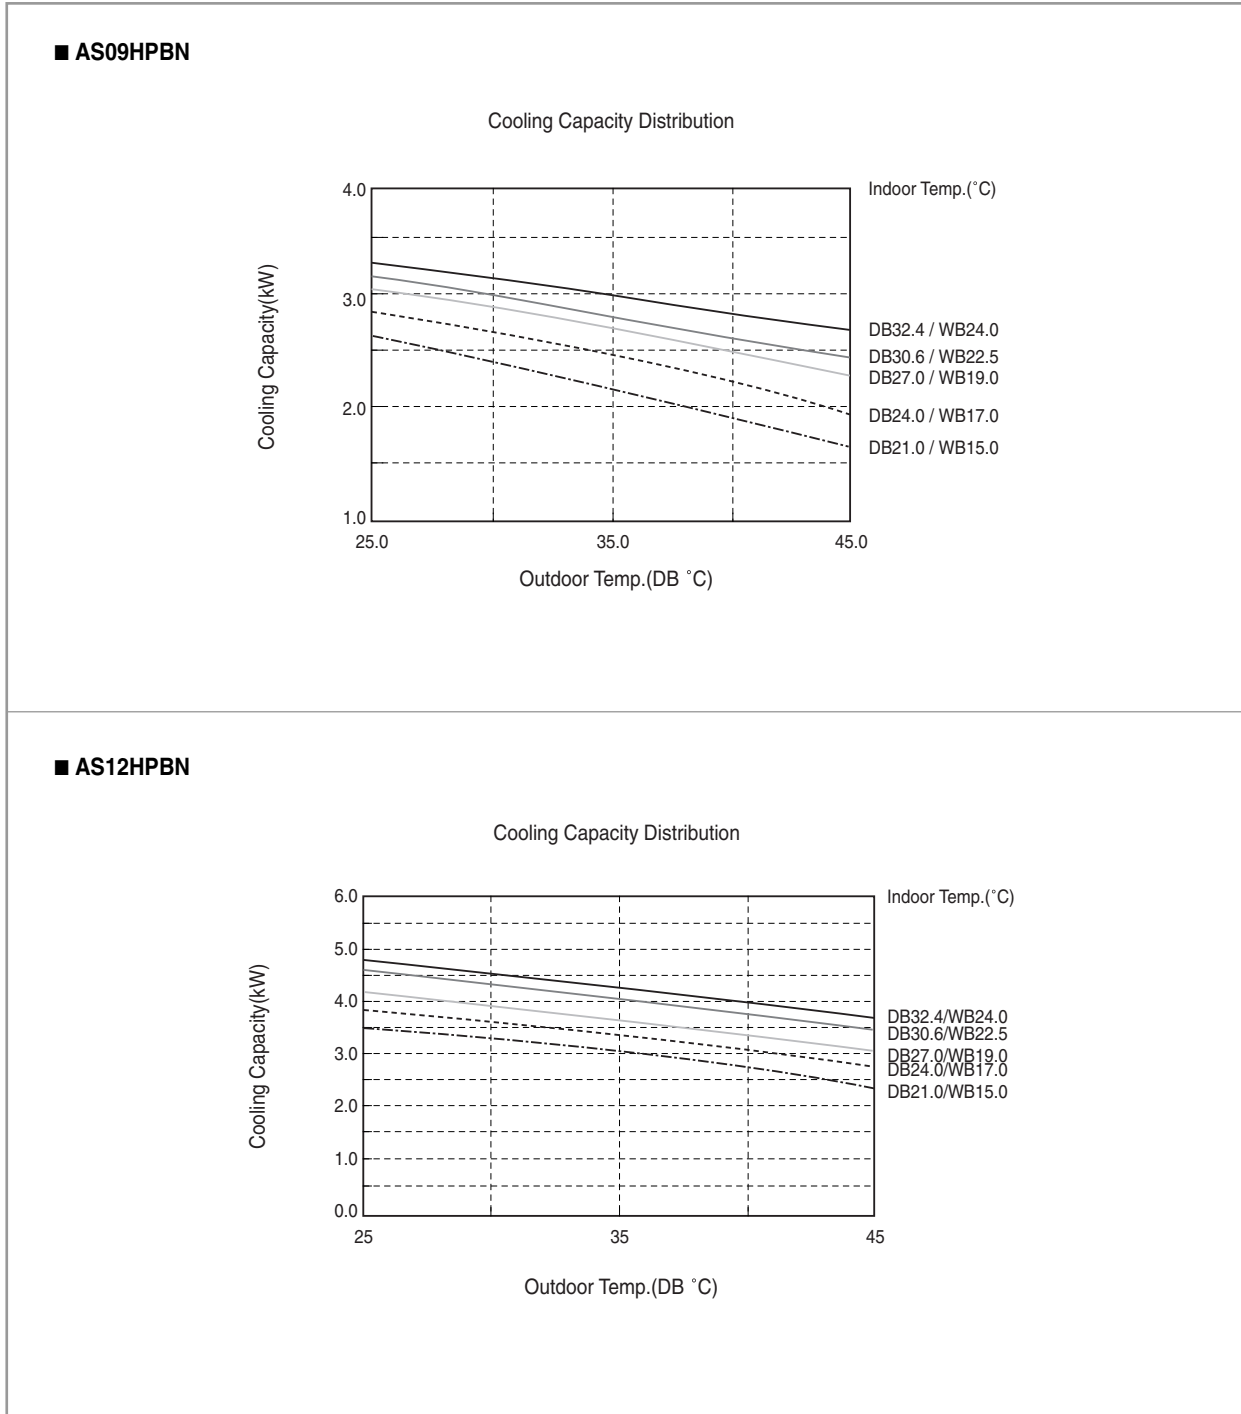 ■ AS09HPBN
Cooling Capacity Distribution
4.0
3.0
2.0
1.0
Cooling Capacity(kW)
25.0 35.0 45.0
Outdoor Temp.(DB ˚C)
Indoor Temp.(˚C)
DB32.4 / WB24.0
DB30.6 / WB22.5
DB27.0 / WB19.0
DB24.0 / WB17.0
DB21.0 / WB15.0
■ AS12HPBN
Cooling Capacity Distribution
6.0
5.0
4.0
3.0
2.0
1.0
0.0
Cooling Capacity(kW)
25 35 45
Outdoor Temp.(DB ˚C)
Indoor Temp.(˚C)
DB32.4/WB24.0
DB30.6/WB22.5
DB27.0/WB19.0
DB24.0/WB17.0
DB21.0/WB15.0